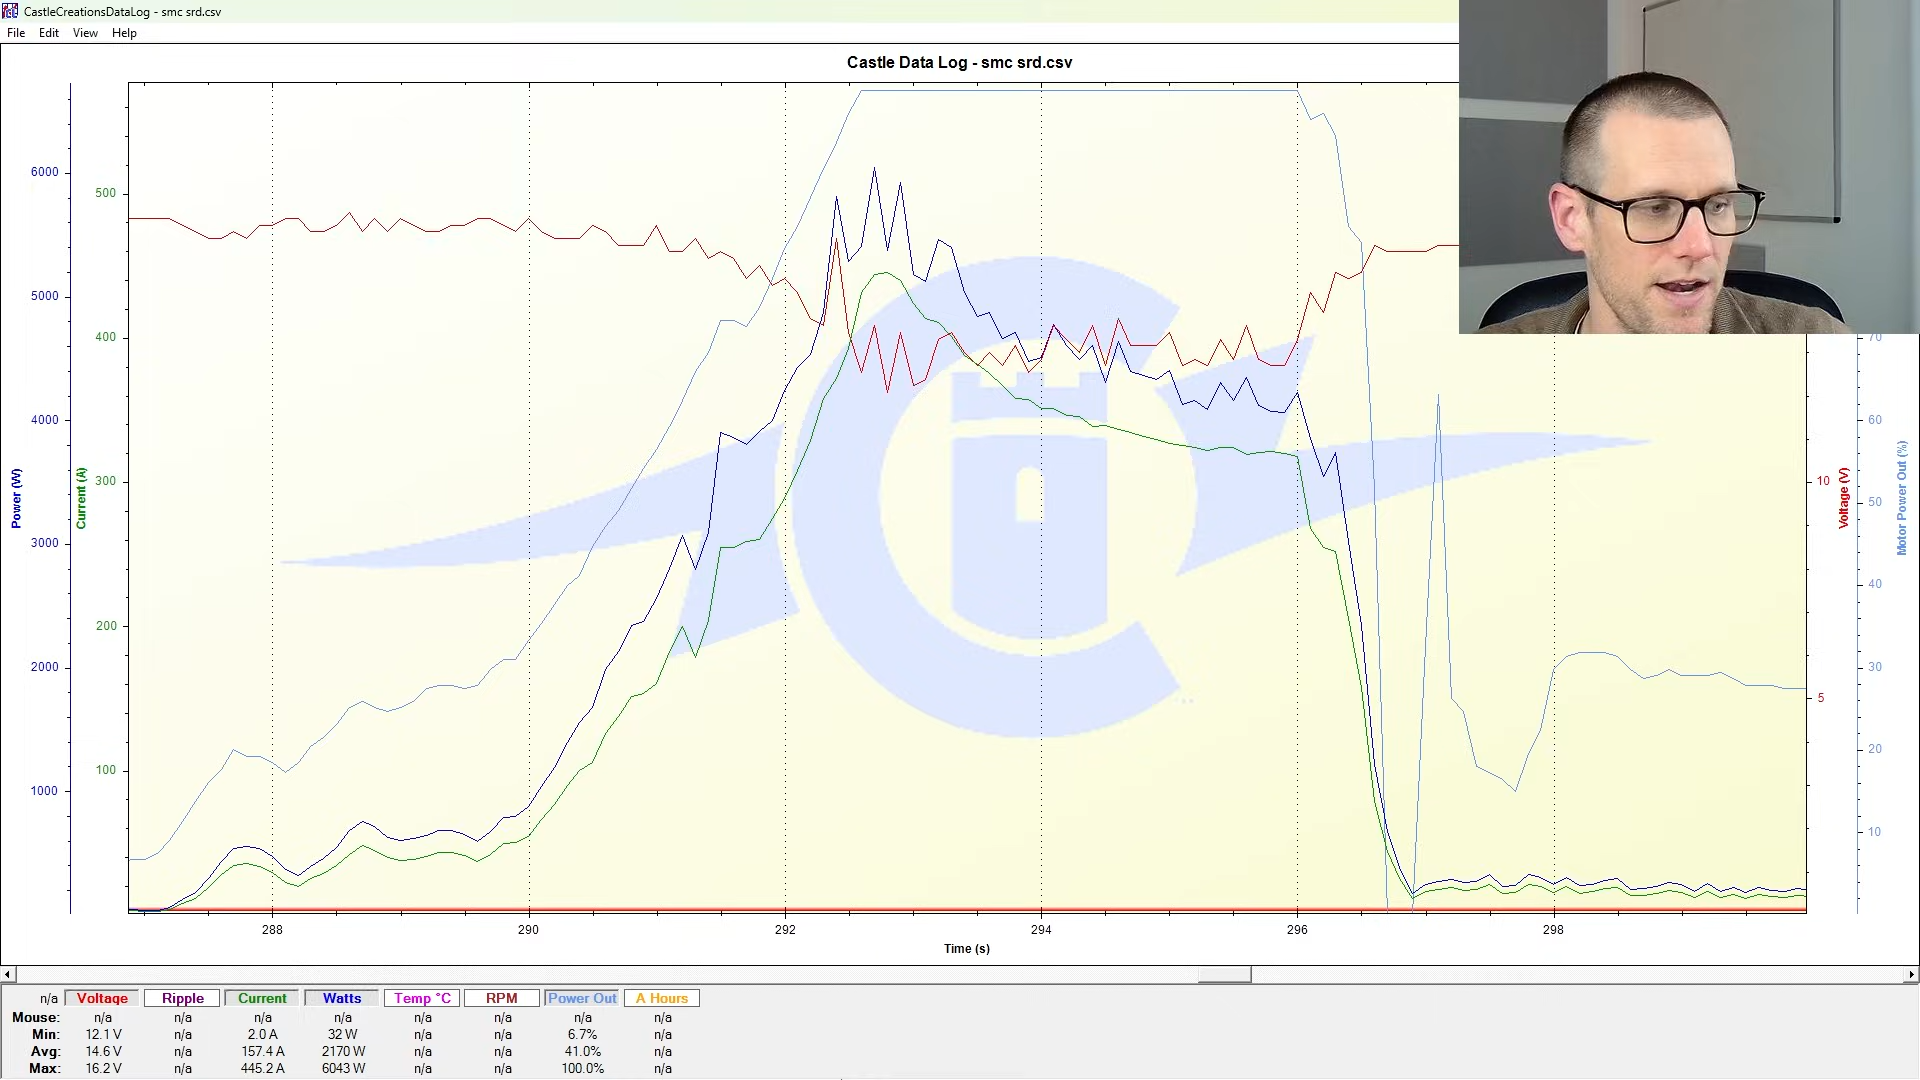 CastleCreationsDataLog - smc srd.csv
File Edit View Help
Castle Data Log - smc srd.csv
6000
5000
4000
3000
2000
1000
Power (W)
500
400
300
200
100
Current (A)
10
5
Voltage (V)
70
60
50
40
30
20
10
Motor Power Out (%)
288 290 292 294 296 298
Time (s)
n/a Voltage Ripple Current Watts Temp °C RPM Power Out A Hours
Mouse: n/a n/a n/a n/a n/a n/a n/a n/a
Min: 12.1 V n/a 2.0 A 32 W n/a n/a 6.7% n/a
Avg: 14.6 V n/a 157.4 A 2170 W n/a n/a 41.0% n/a
Max: 16.2 V n/a 445.2 A 6043 W n/a n/a 100.0% n/a